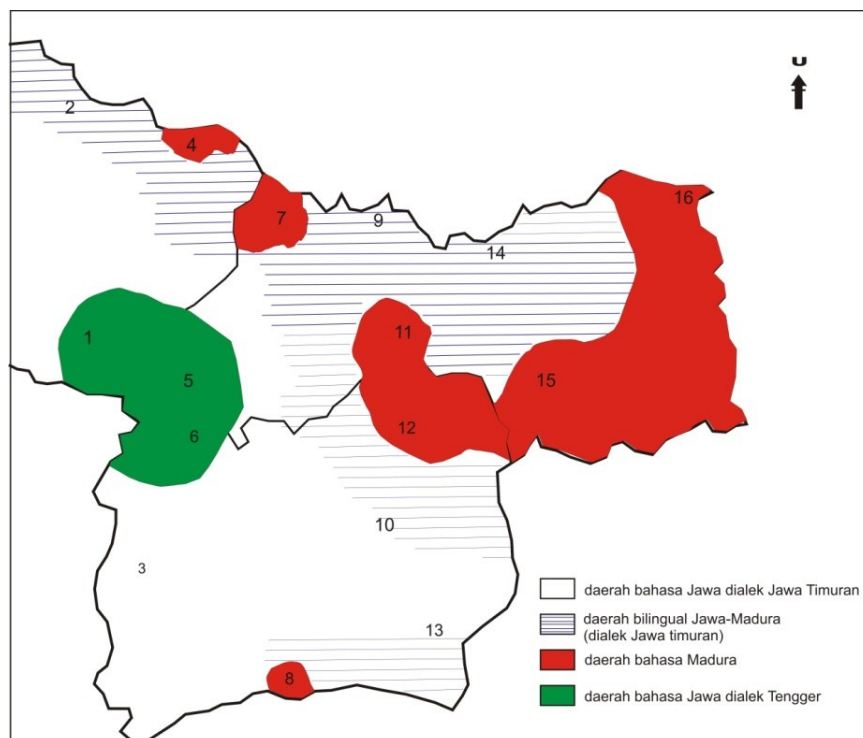 U
2
4
16
7
9
14
1
11
5
15
6
12
10
3
13
8
daerah bahasa Jawa dialek Jawa Timuran
daerah bilingual Jawa-Madura
(dialek Jawa timuran)
daerah bahasa Madura
daerah bahasa Jawa dialek Tengger